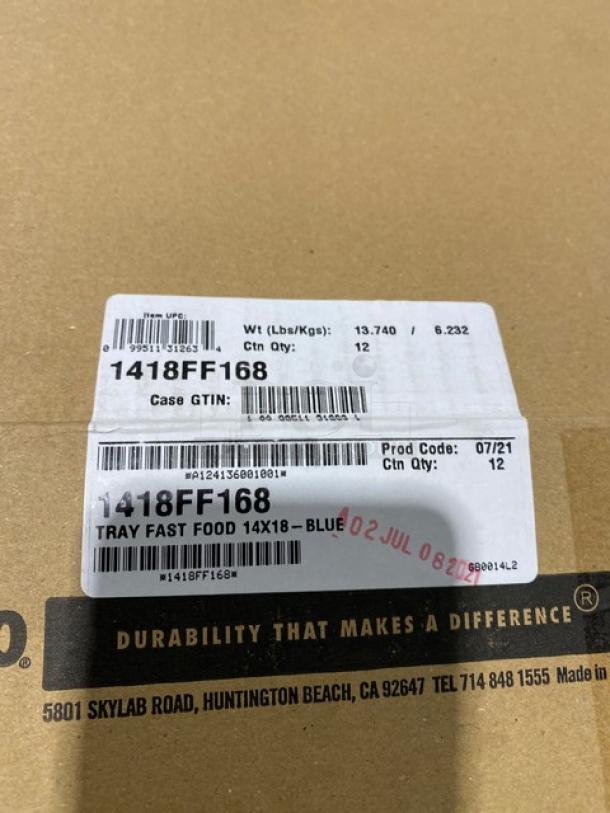 Item UPC:
0 99511 31263 4
Wt (Lbs/Kgs): 13.740 / 6.232
Ctn Qty: 12
1418FF168
Case GTIN:
*A124136001001*
Prod Code: 07/21
Ctn Qty: 12
1418FF168
TRAY FAST FOOD 14X18-BLUE
A02 JUL 08 2021
*1418FF168*
GB0014L2
O®
DURABILITY THAT MAKES A DIFFERENCE®
5801 SKYLAB ROAD, HUNTINGTON BEACH, CA 92647 TEL 714 848 1555 Made in